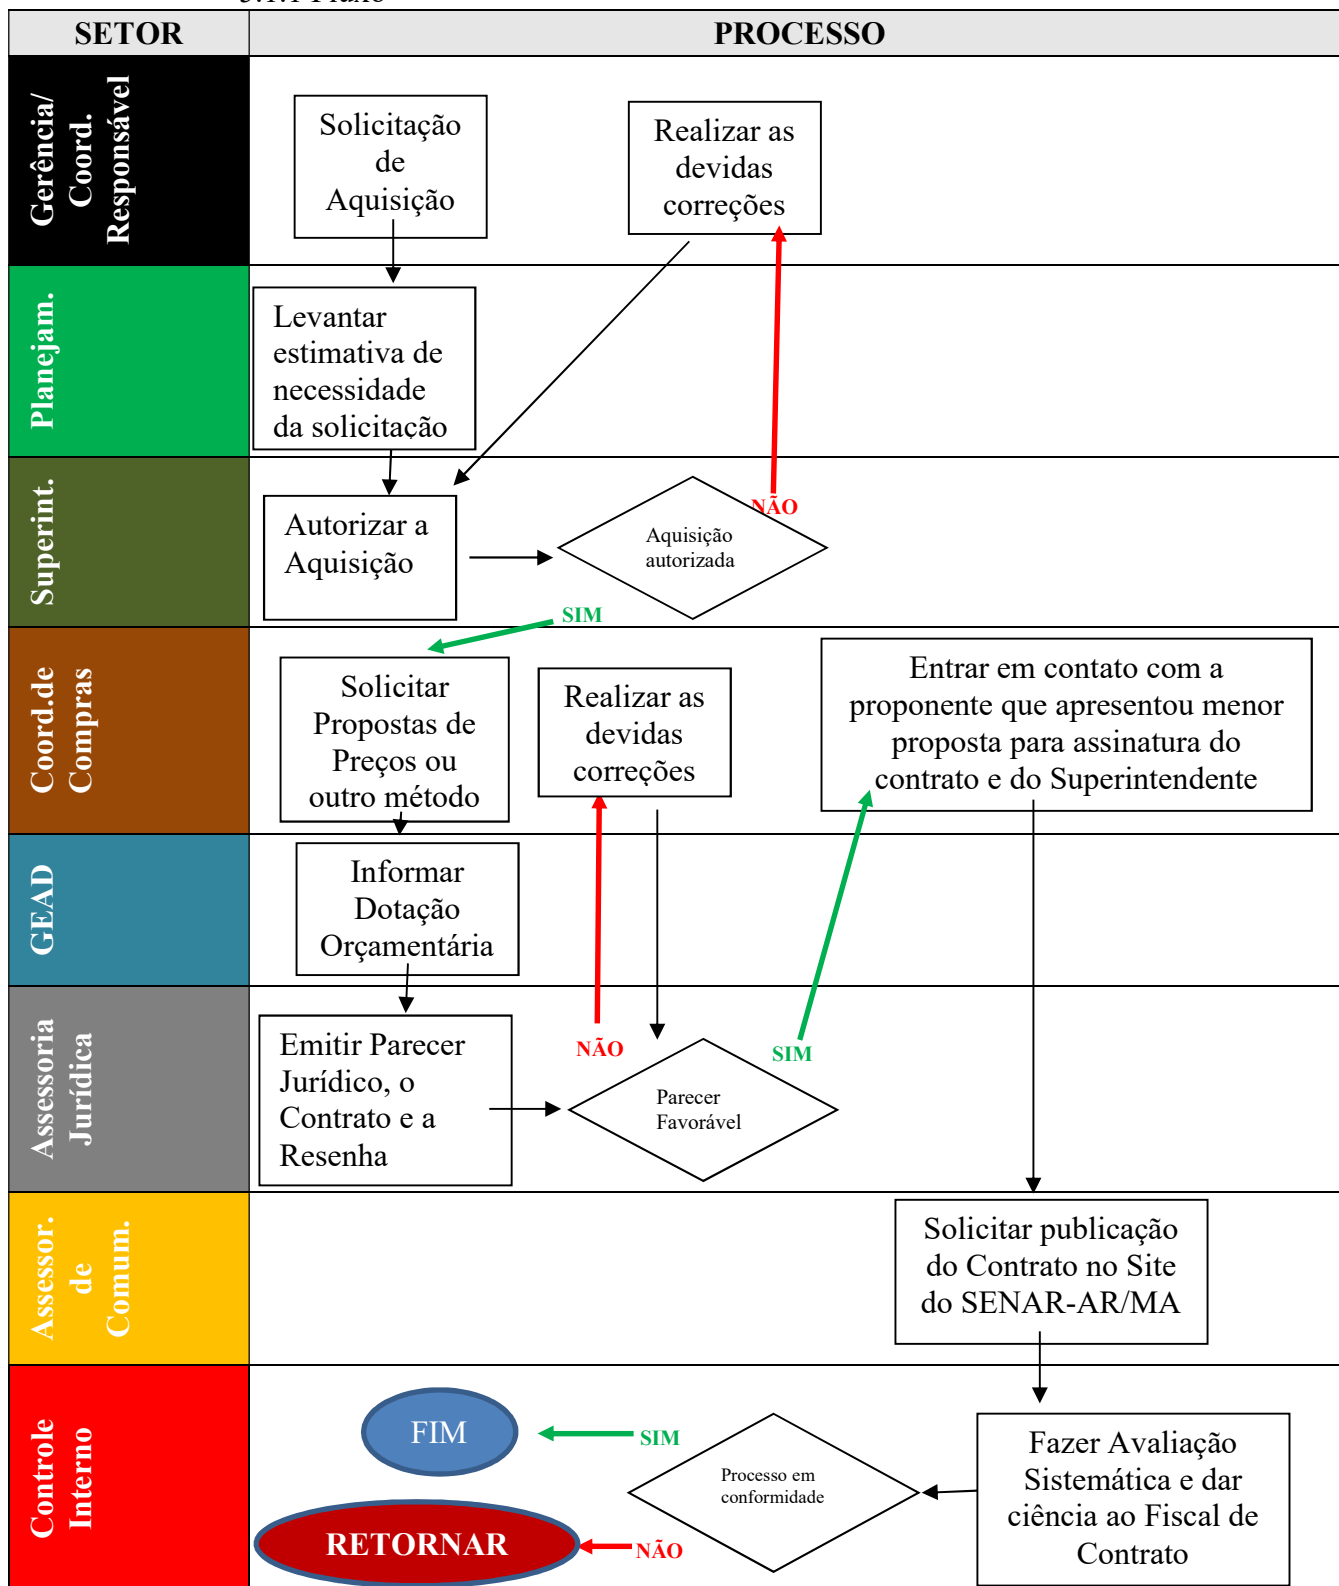 5.1.1 Fluxo
SETOR
PROCESSO
Gerência/
Coord.
Responsável
Solicitação
de
Aquisição
Realizar as
devidas
correções
Planejam.
Levantar
estimativa de
necessidade
da solicitação
Superint.
Autorizar a
Aquisição
Aquisição
autorizada
NÃO
SIM
Coord.de
Compras
Solicitar
Propostas de
Preços ou
outro método
Realizar as
devidas
correções
Entrar em contato com a
proponente que apresentou menor
proposta para assinatura do
contrato e do Superintendente
GEAD
Informar
Dotação
Orçamentária
Assessoria
Jurídica
Emitir Parecer
Jurídico, o
Contrato e a
Resenha
NÃO
Parecer
Favorável
SIM
Assessor.
de
Comum.
Solicitar publicação
do Contrato no Site
do SENAR-AR/MA
Controle
Interno
FIM
SIM
RETORNAR
NÃO
Processo em
conformidade
Fazer Avaliação
Sistemática e dar
ciência ao Fiscal de
Contrato